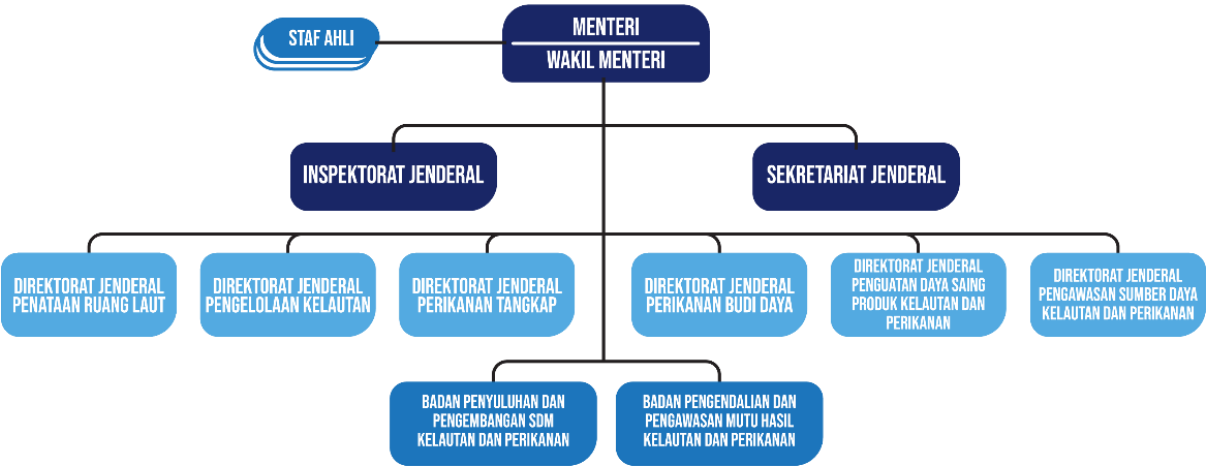 STAF AHLI
MENTERI
WAKIL MENTERI
INSPEKTORAT JENDERAL
SEKRETARIAT JENDERAL
DIREKTORAT JENDERAL
PENATAAN RUANG LAUT
DIREKTORAT JENDERAL
PENGELOLAAN KELAUTAN
DIREKTORAT JENDERAL
PERIKANAN TANGKAP
DIREKTORAT JENDERAL
PERIKANAN BUDI DAYA
DIREKTORAT JENDERAL
PENGUATAN DAYA SAING
PRODUK KELAUTAN DAN
PERIKANAN
DIREKTORAT JENDERAL
PENGAWASAN SUMBER DAYA
KELAUTAN DAN PERIKANAN
BADAN PENYULUHAN DAN
PENGEMBANGAN SDM
KELAUTAN DAN PERIKANAN
BADAN PENGENDALIAN DAN
PENGAWASAN MUTU HASIL
KELAUTAN DAN PERIKANAN